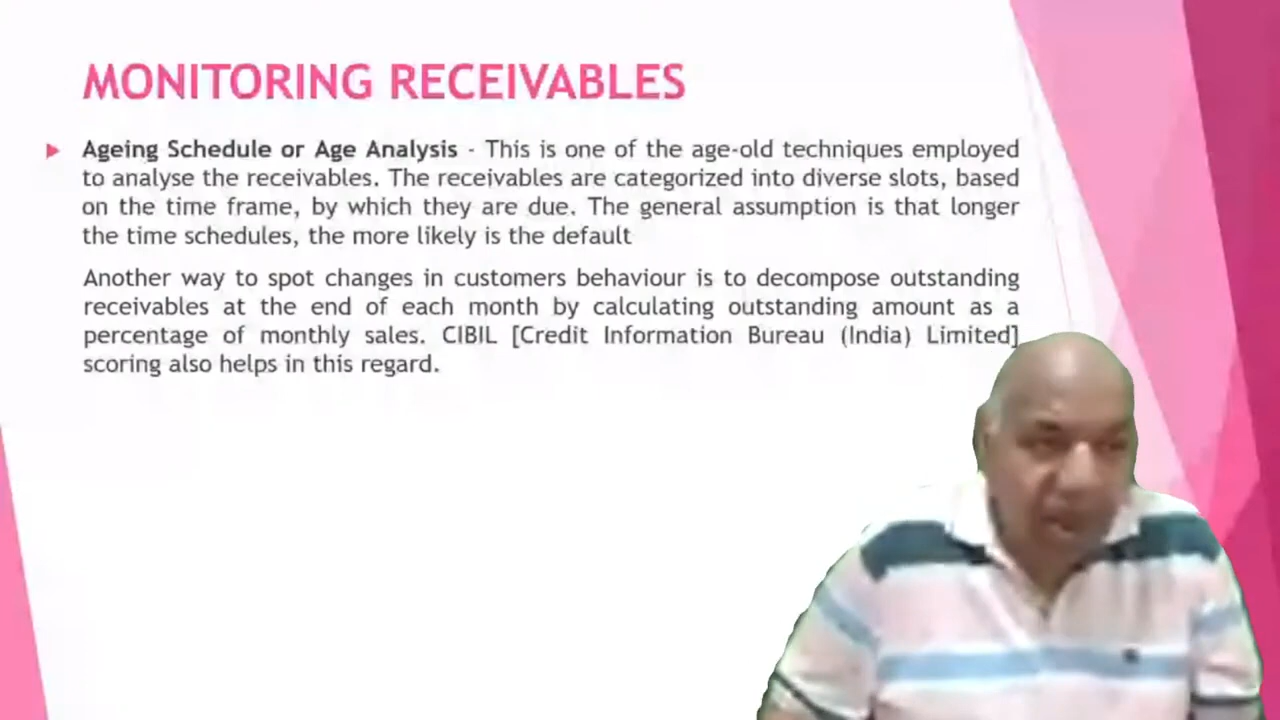 MONITORING RECEIVABLES
Ageing Schedule or Age Analysis - This is one of the age-old techniques employed
to analyse the receivables. The receivables are categorized into diverse slots, based
on the time frame, by which they are due. The general assumption is that longer
the time schedules, the more likely is the default
Another way to spot changes in customers behaviour is to decompose outstanding
receivables at the end of each month by calculating outstanding amount as a
percentage of monthly sales. CIBIL [Credit Information Bureau (India) Limited]
scoring also helps in this regard.